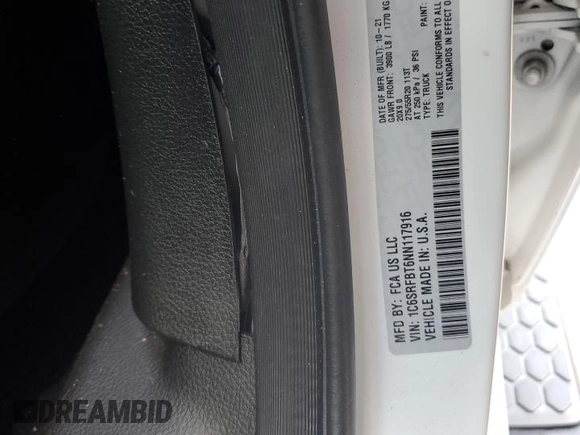 MFD BY: FCA US LLC
DATE OF MFR (BUILT): 10-21
GAWR FRONT: 3900 LB / 1770 KG
20X9.0
275/55R20 113T
AT 250 kPa / 36 PSI
TYPE: TRUCK
PAINT:
THIS VEHICLE CONFORMS TO ALL
STANDARDS IN EFFECT O
VIN: 1C6SRFBT6NN117916
VEHICLE MADE IN: U.S.A.
DREAMBID